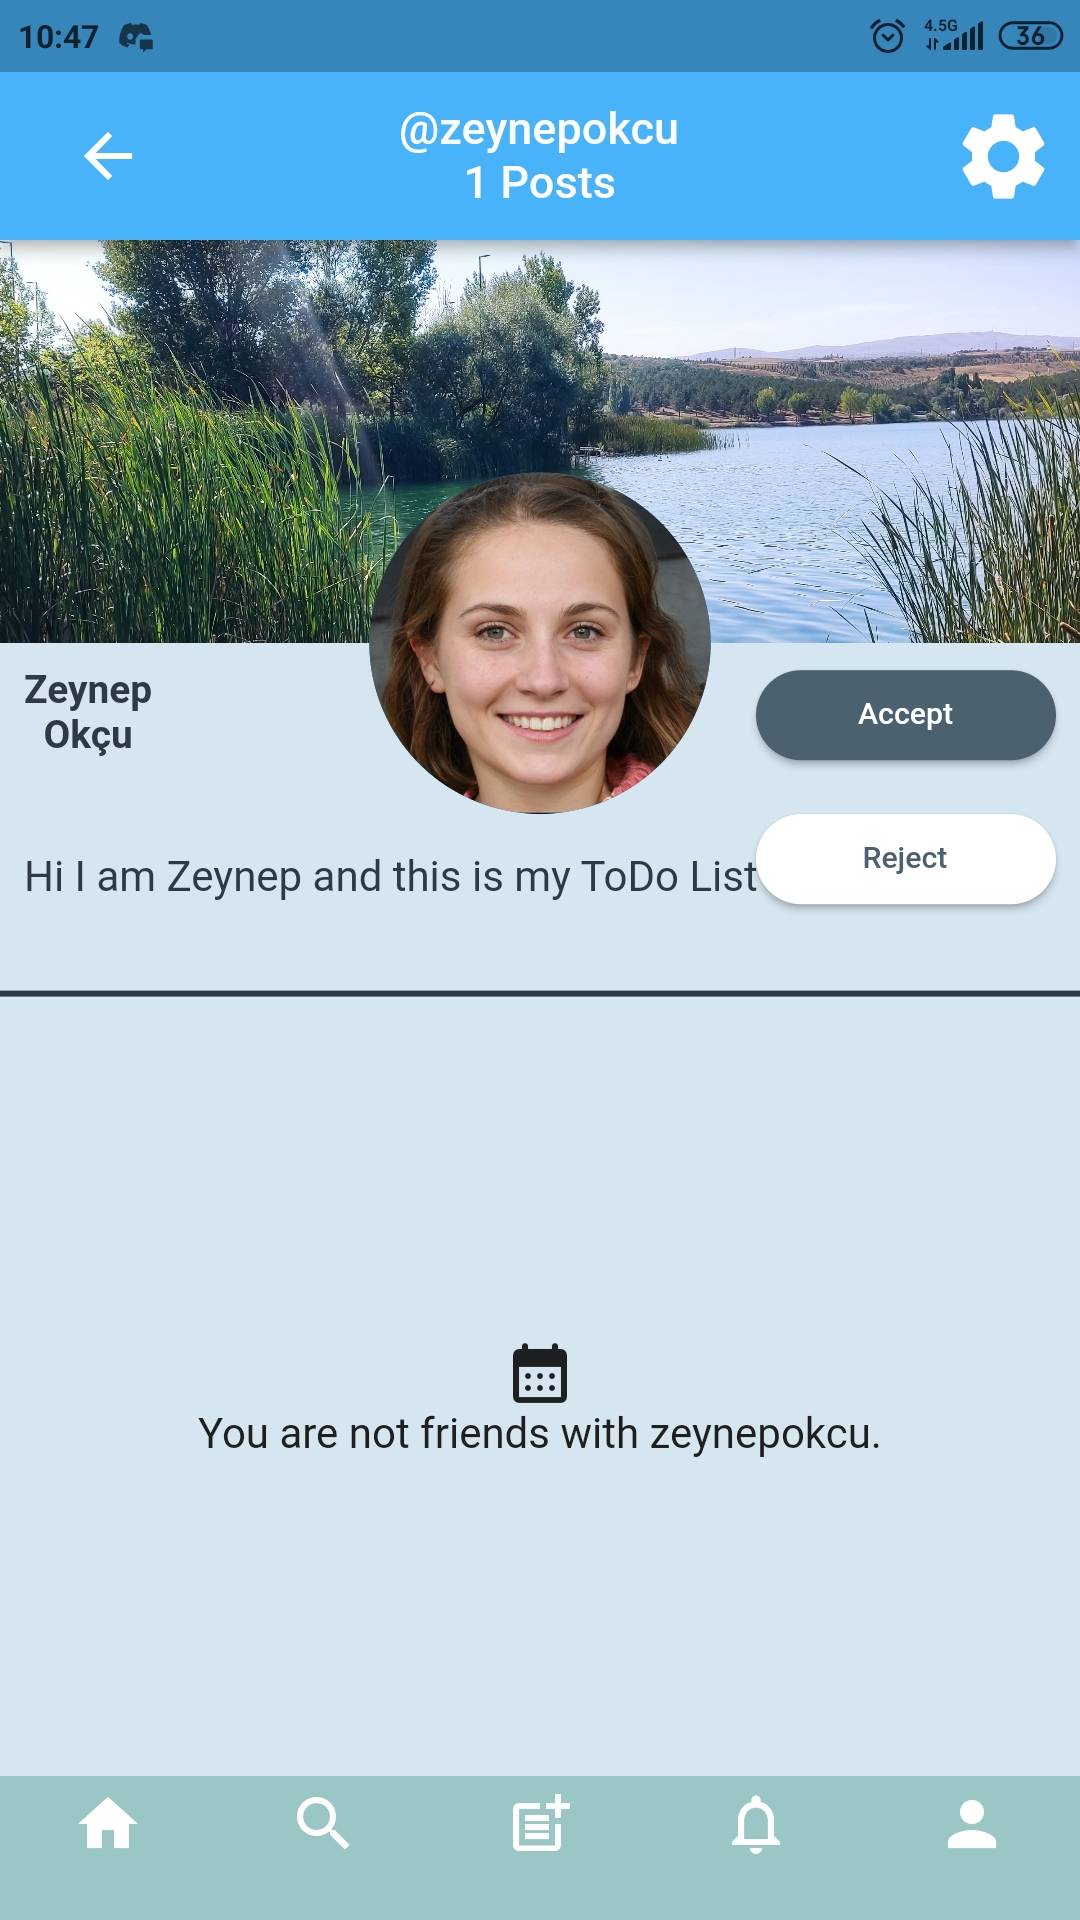 10:47
4.5G
36
@zeynepokcu
1 Posts
Zeynep
Okçu
Accept
Reject
Hi I am Zeynep and this is my ToDo List
You are not friends with zeynepokcu.